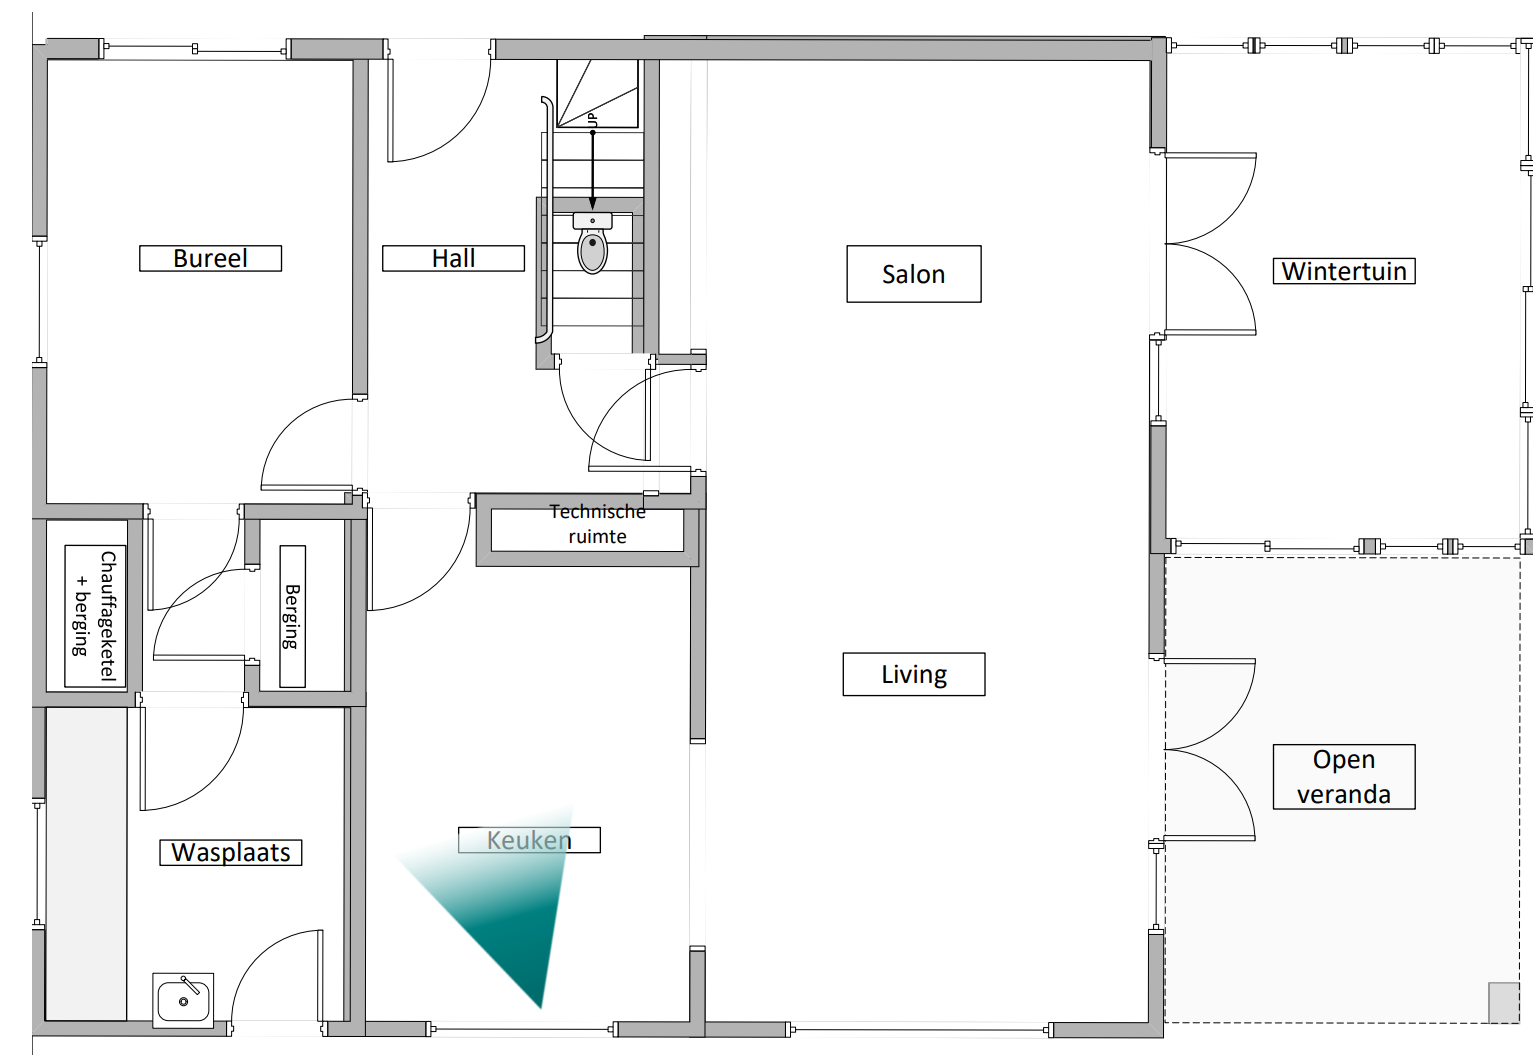 UP
Bureel
Hall
Salon
Wintertuin
Technische
ruimte
Chauffageketel
+ berging
Berging
Living
Open
veranda
Keuken
Wasplaats